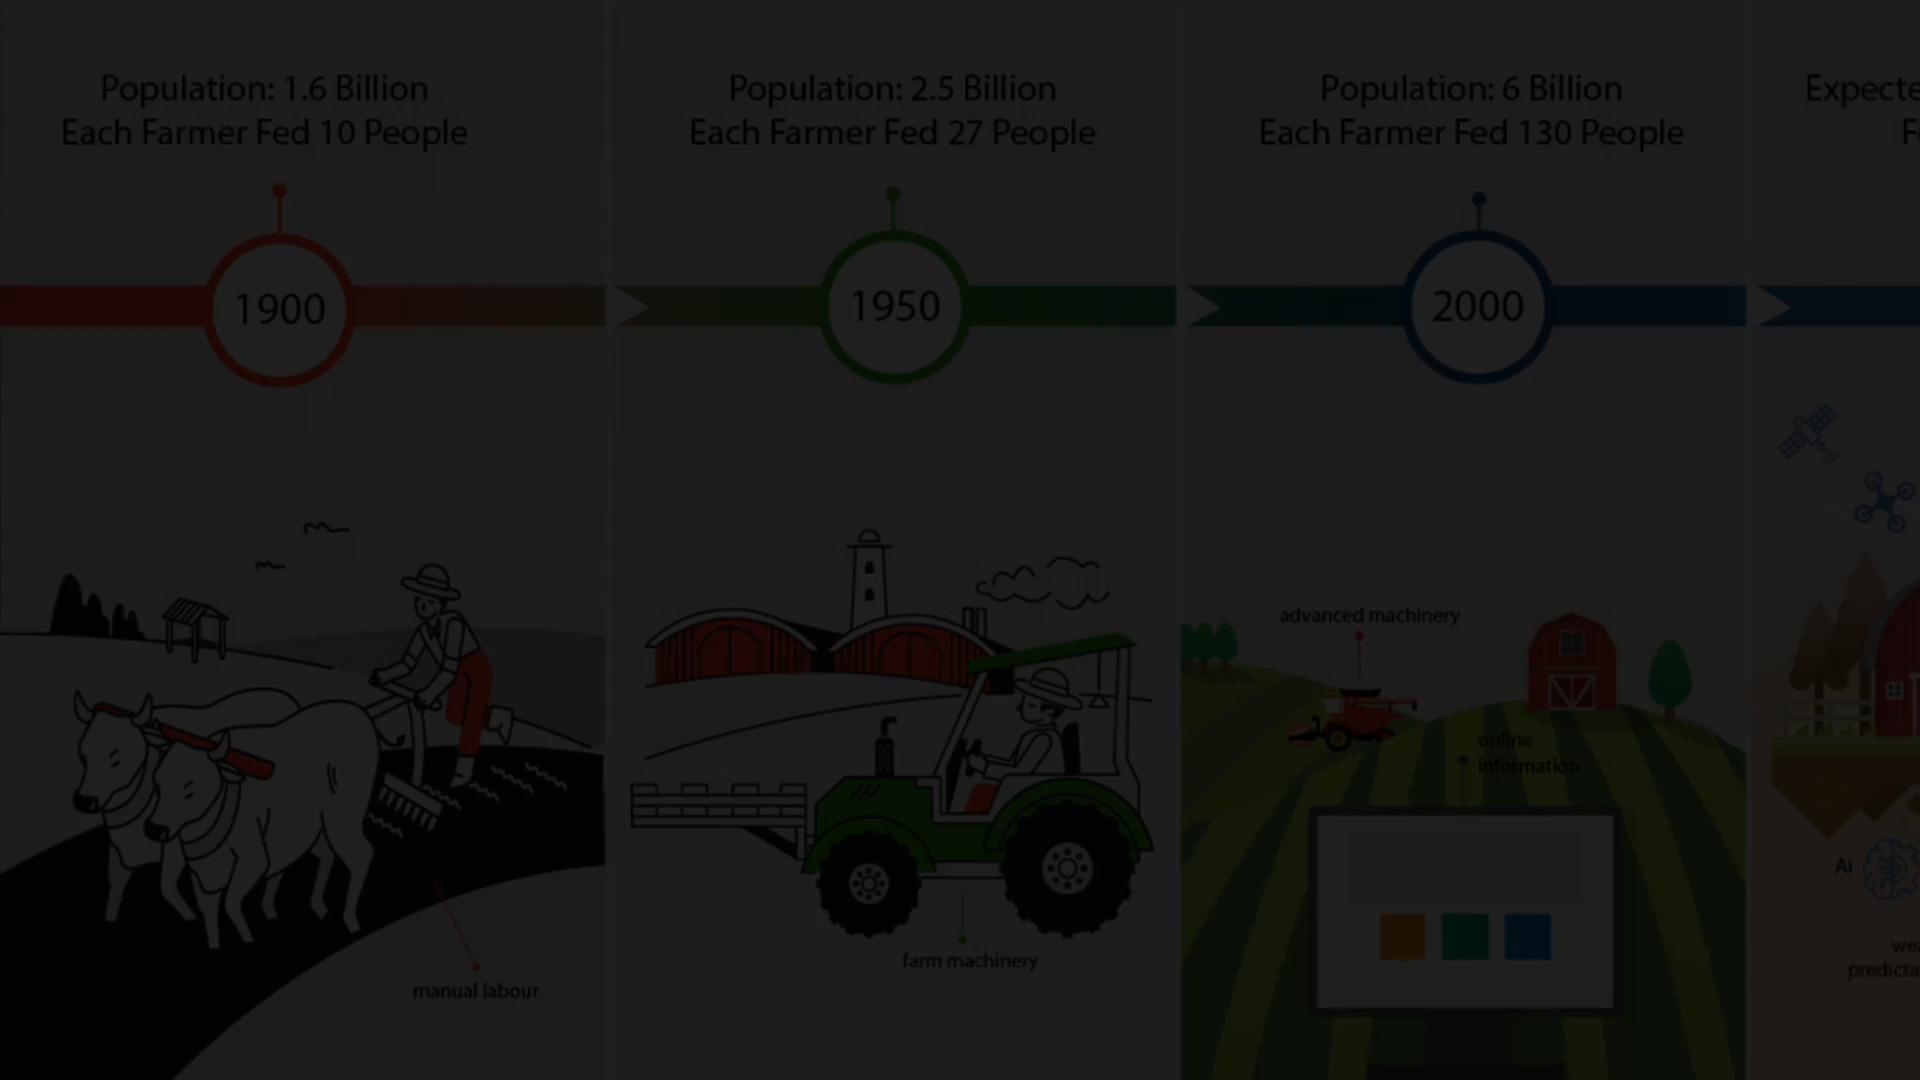 Population: 1.6 Billion
Each Farmer Fed 10 People
1900
manual labour
Population: 2.5 Billion
Each Farmer Fed 27 People
1950
farm machinery
Population: 6 Billion
Each Farmer Fed 130 People
2000
advanced machinery
online
information
Ai